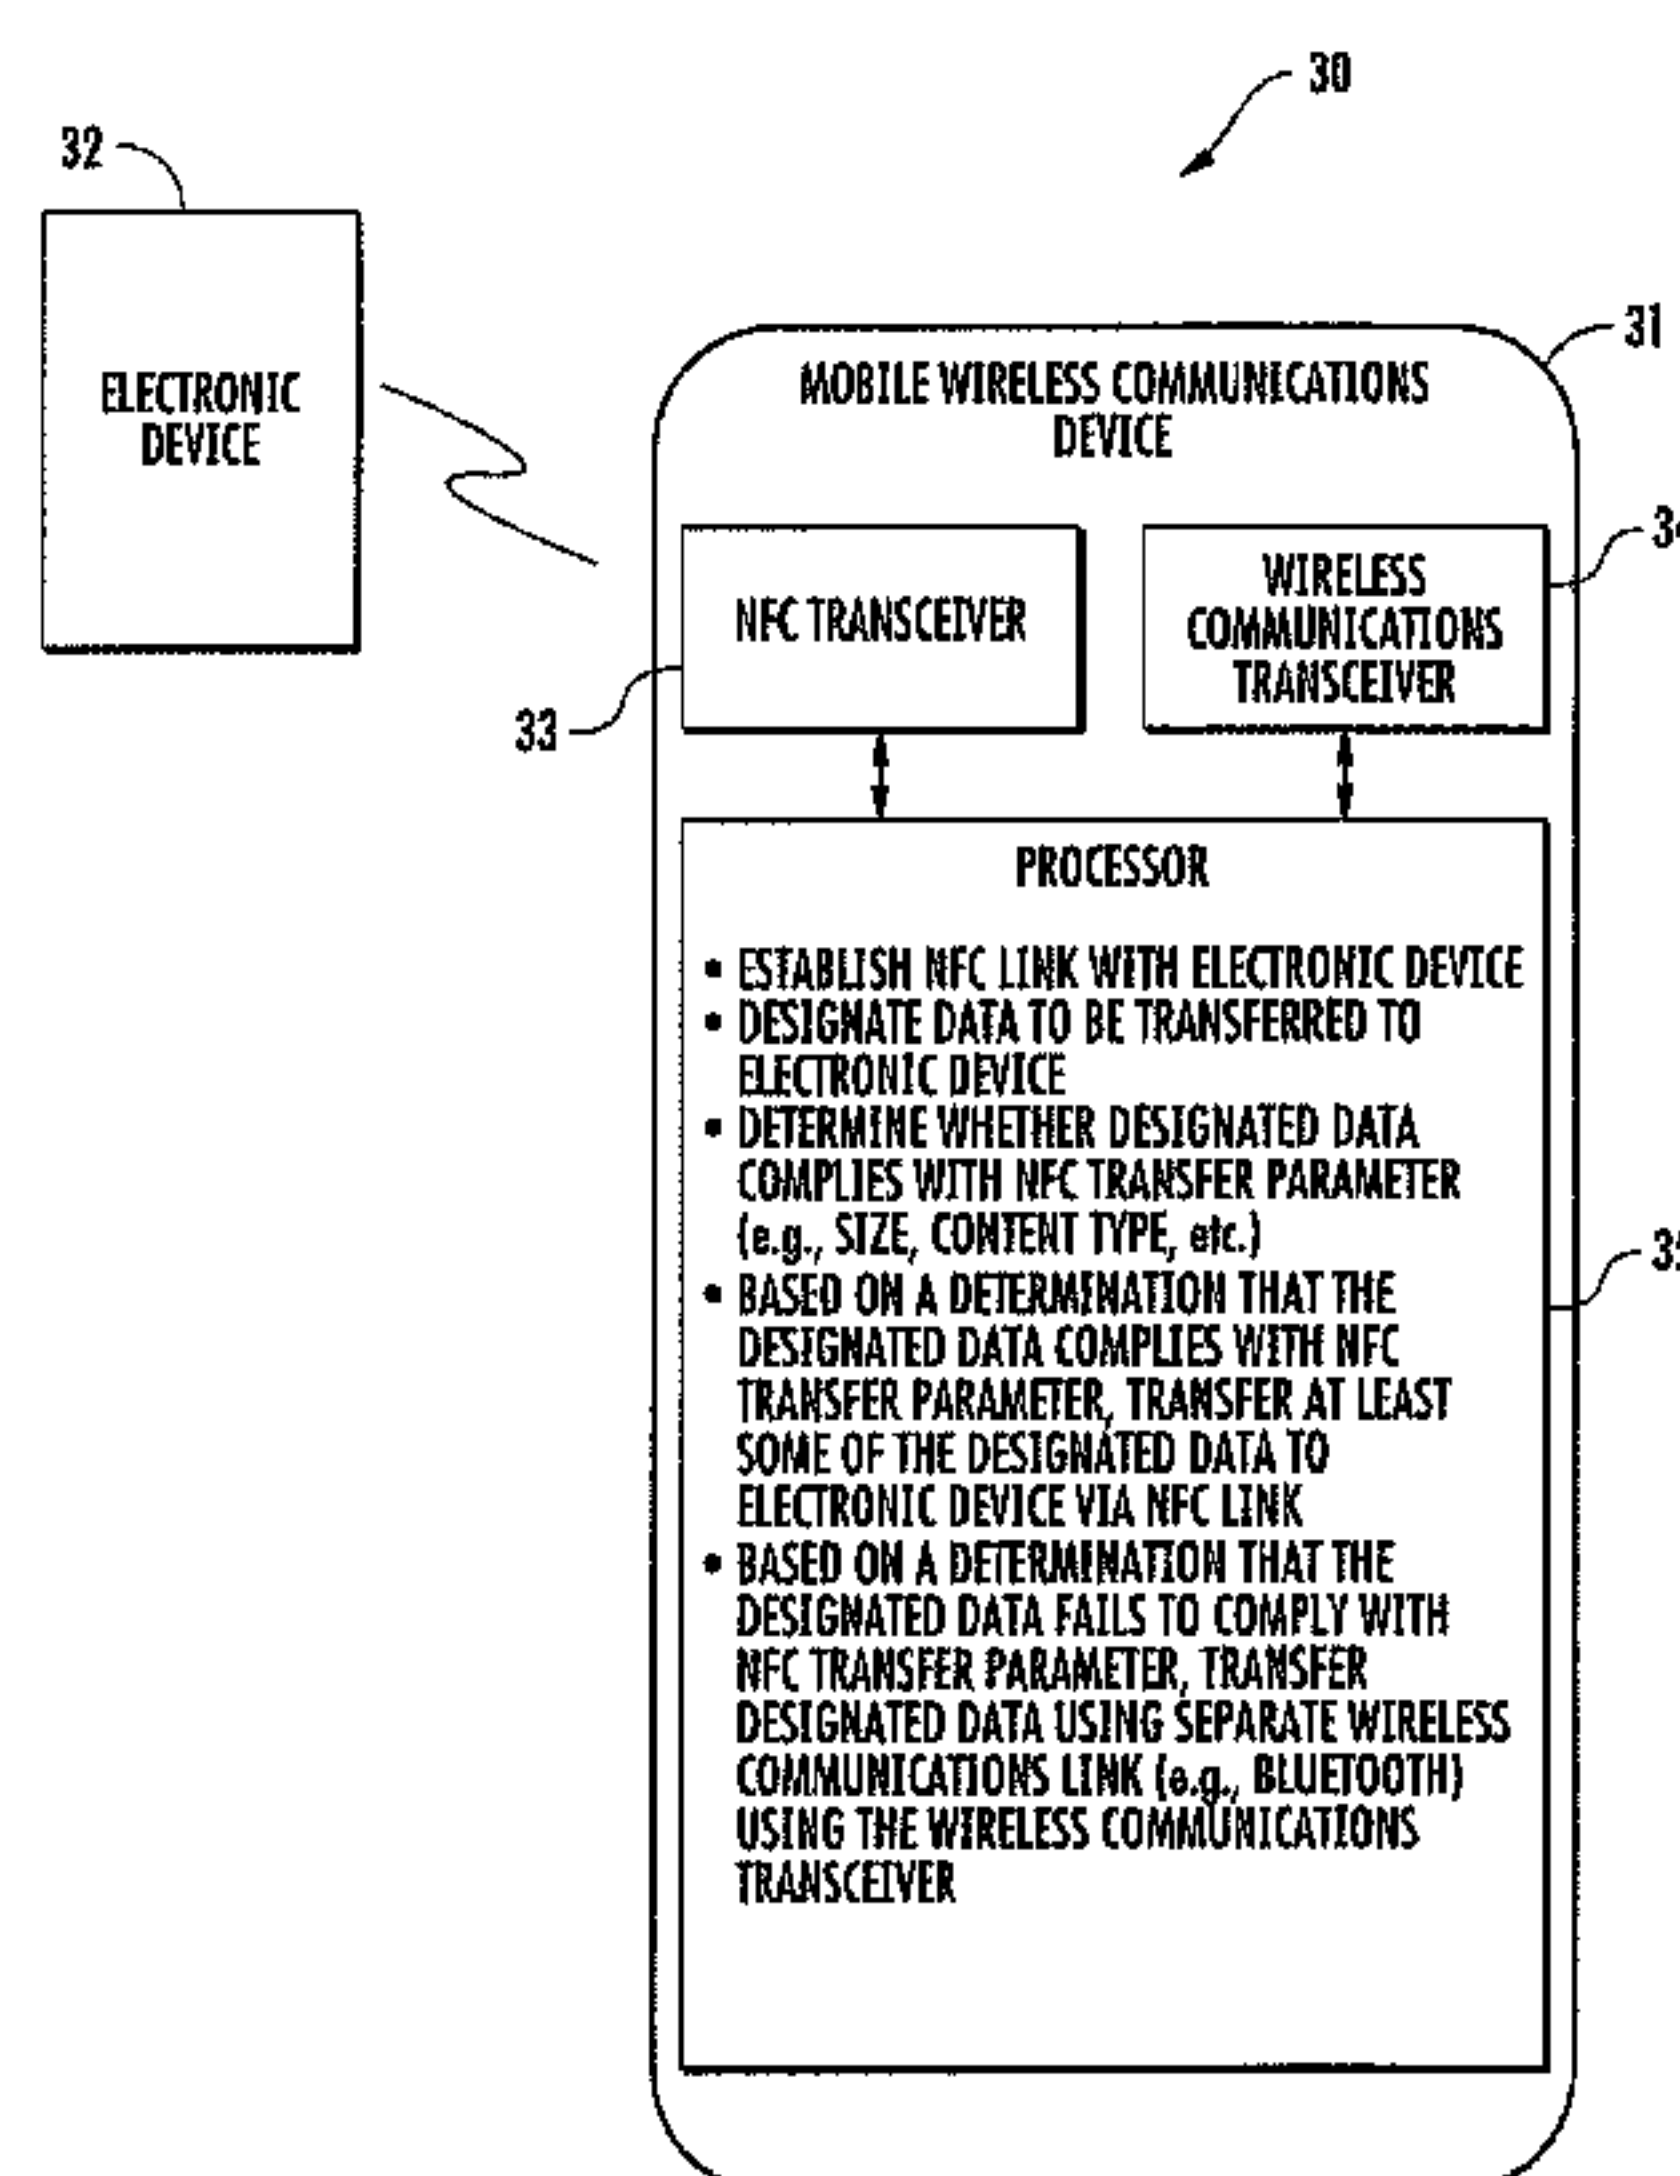 30
32
ELECTRONIC
DEVICE
31
MOBILE WIRELESS COMMUNICATIONS
DEVICE
NFC TRANSCEIVER
33
WIRELESS
COMMUNICATIONS
TRANSCEIVER
PROCESSOR
• ESTABLISH NFC LINK WITH ELECTRONIC DEVICE
• DESIGNATE DATA TO BE TRANSFERRED TO
ELECTRONIC DEVICE
• DETERMINE WHETHER DESIGNATED DATA
COMPLIES WITH NFC TRANSFER PARAMETER
(e.g., SIZE, CONTENT TYPE, etc.)
• BASED ON A DETERMINATION THAT THE
DESIGNATED DATA COMPLIES WITH NFC
TRANSFER PARAMETER, TRANSFER AT LEAST
SOME OF THE DESIGNATED DATA TO
ELECTRONIC DEVICE VIA NFC LINK
• BASED ON A DETERMINATION THAT THE
DESIGNATED DATA FAILS TO COMPLY WITH
NFC TRANSFER PARAMETER, TRANSFER
DESIGNATED DATA USING SEPARATE WIRELESS
COMMUNICATIONS LINK (e.g., BLUETOOTH)
USING THE WIRELESS COMMUNICATIONS
TRANSCEIVER